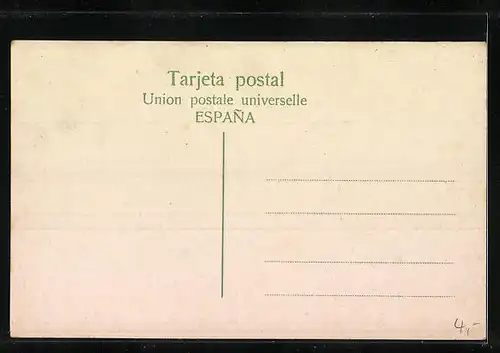 Tarjeta postal
Union postale universelle
ESPAÑA
4,-